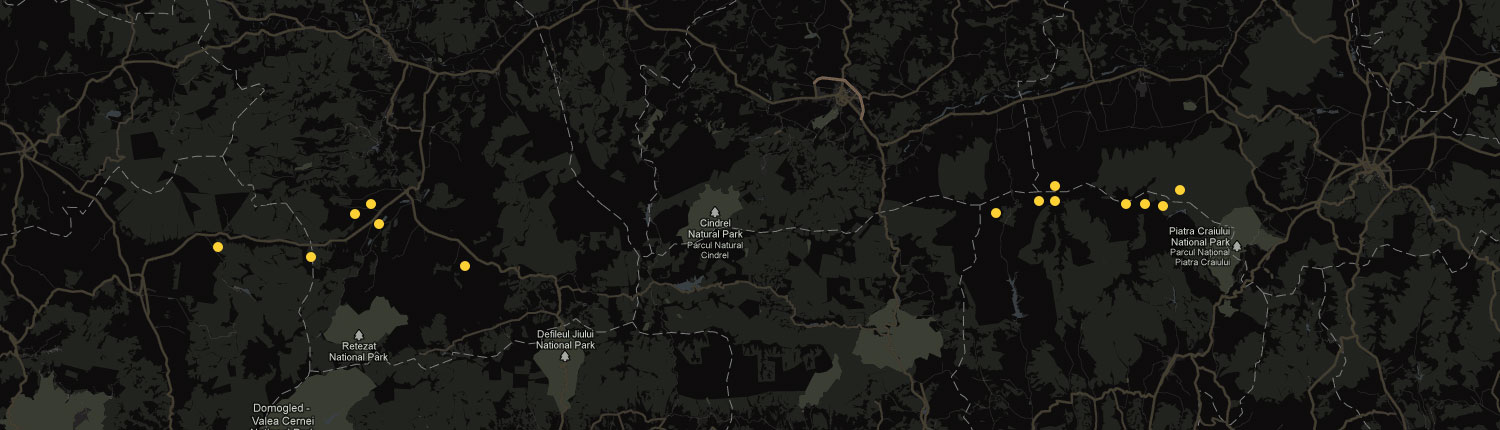 Cindrel
Natural Park
Parcul Natural
Cindrel
Piatra Craiului
National Park
Parcul National
Piatra Craiului
Retezat
National Park
Defileul Jiului
National Park
Domogled -
Valea Cernei